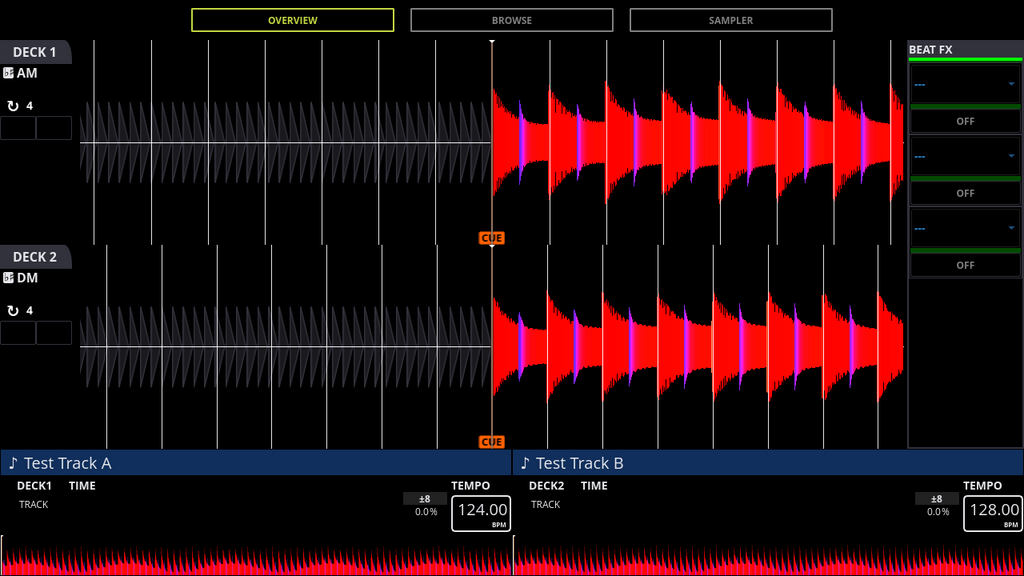 OVERVIEW
BROWSE
SAMPLER
DECK 1
AM
4
BEAT FX
---
OFF
---
OFF
---
OFF
CUE
DECK 2
DM
4
CUE
♪ Test Track A
♪ Test Track B
DECK1 TIME
TEMPO
TRACK
±8
0.0%
124.00
BPM
DECK2 TIME
TEMPO
TRACK
±8
0.0%
128.00
BPM